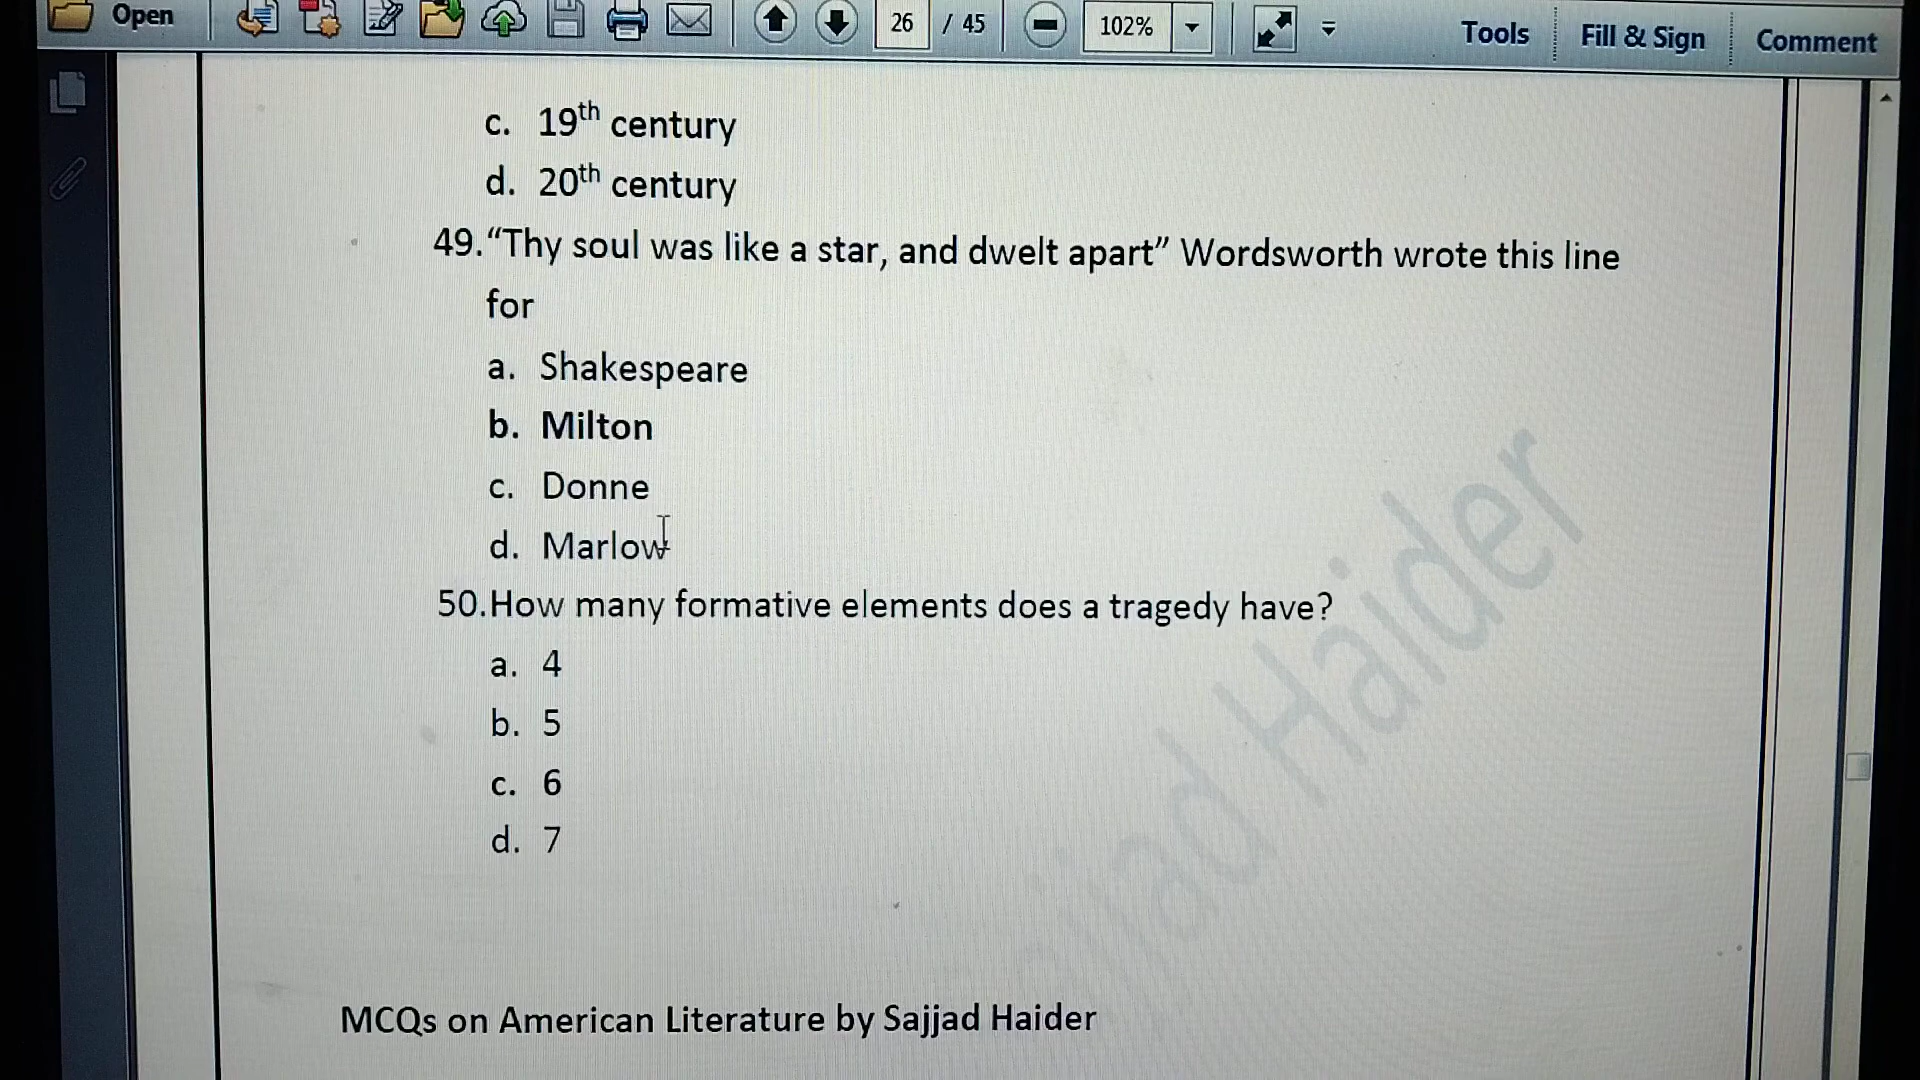 Open 26 / 45 102% Tools Fill & Sign Comment
c. 19th century
d. 20th century
49.“Thy soul was like a star, and dwelt apart” Wordsworth wrote this line
for
a. Shakespeare
b. Milton
c. Donne
d. Marlow
50.How many formative elements does a tragedy have?
a. 4
b. 5
c. 6
d. 7
Sajjad Haider
MCQs on American Literature by Sajjad Haider